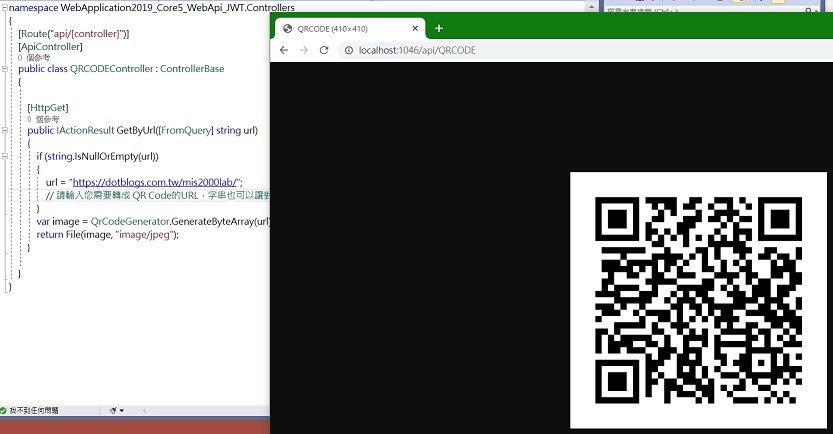 namespace WebApplication2019_Core5_WebApi_JWT.Controllers
{
[Route("api/[controller]")]
[ApiController]
0 個參考
public class QRCODEController : ControllerBase
{
[HttpGet]
0 個參考
public IActionResult GetByUrl([FromQuery] string url)
{
if (string.IsNullOrEmpty(url))
{
url = "https://dotblogs.com.tw/mis2000lab/";
// 請輸入您需要轉成 QR Code的URL，字串也可以讓對
}
var image = QrCodeGenerator.GenerateByteArray(url)
return File(image, "image/jpeg");
}
}
}
找不到任何問題
QRCODE (410×410)
localhost:1046/api/QRCODE